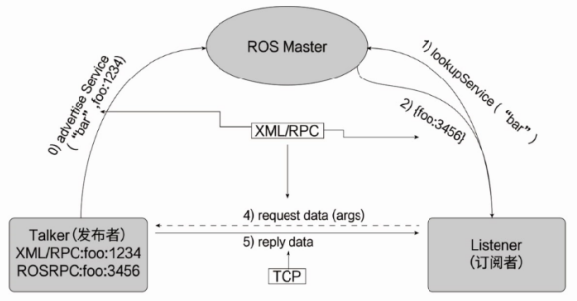 ROS Master
0) advertise Service
(“bar”,foo:1234)
1) lookupService（“bar”）
2) {foo:3456}
XML/RPC
4) request data (args)
5) reply data
TCP
Talker(发布者)
XML/RPC:foo:1234
ROSRPC:foo:3456
Listener
(订阅者)